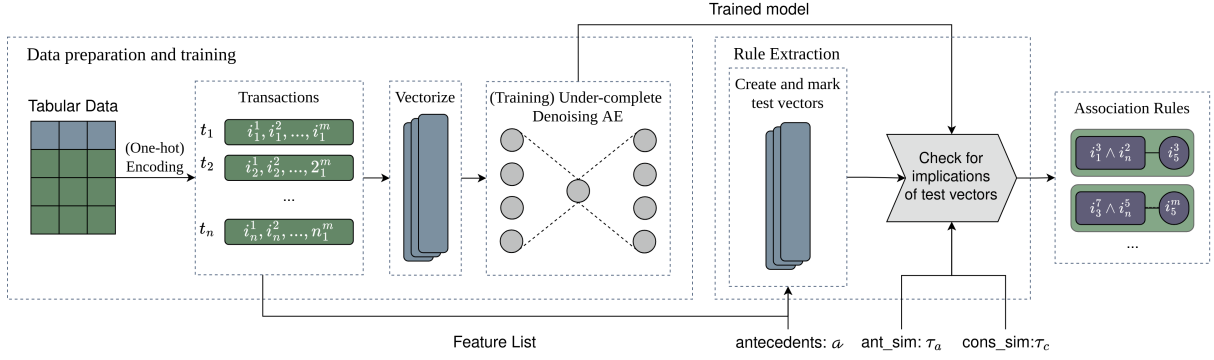 Trained model
Data preparation and training
Rule Extraction
Tabular Data
(One-hot)
Encoding
Transactions
t₁ i₁¹, i₁², ..., i₁ᵐ
t₂ i₂¹, i₂², ..., 2₁ᵐ
...
tₙ iₙ¹, iₙ², ..., n₁ᵐ
Vectorize
(Training) Under-complete
Denoising AE
Create and mark
test vectors
Check for
implications
of test vectors
Association Rules
i₁³ ∧ iₙ² i₅³
i₃⁷ ∧ iₙ⁵ i₅ᵐ
...
Feature List
antecedents: a
ant_sim: τₐ
cons_sim:τ_c